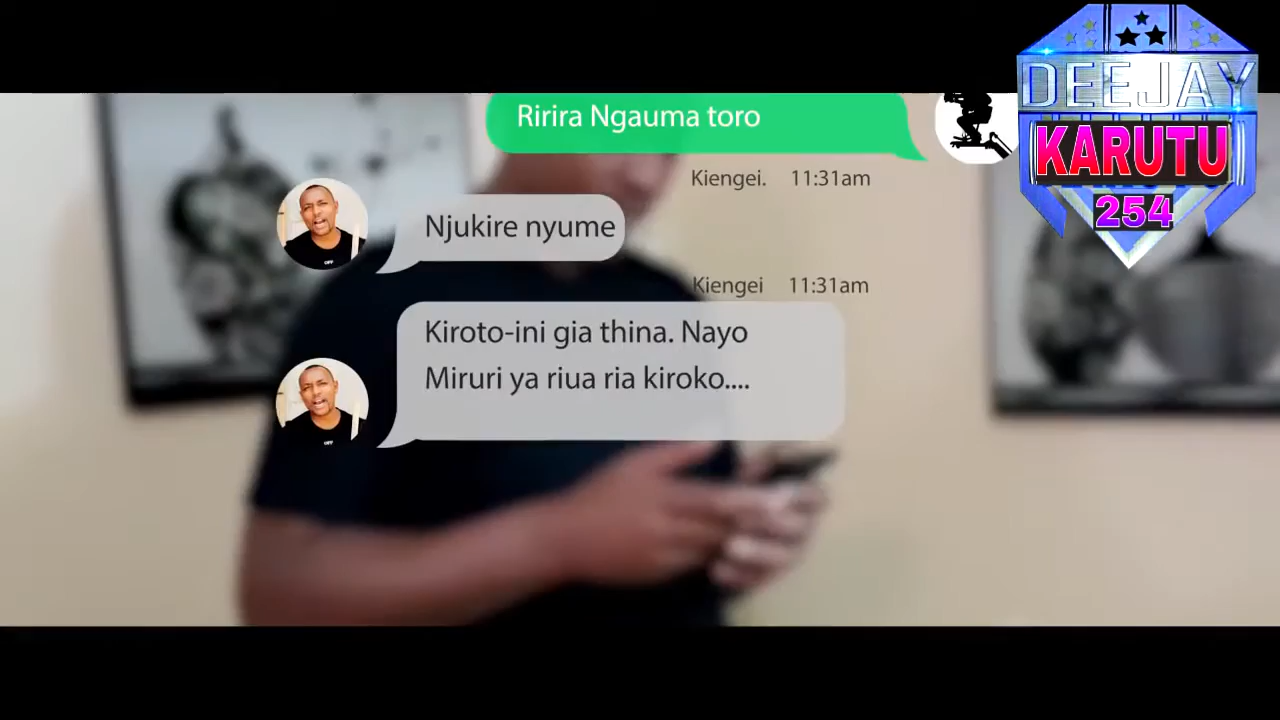 Ririra Ngauma toro
Kiengei. 11:31am
Njukire nyume
Kiengei 11:31am
Kiroto-ini gia thina. Nayo
Miruri ya riua ria kiroko....
DEEJAY
KARUTU
254